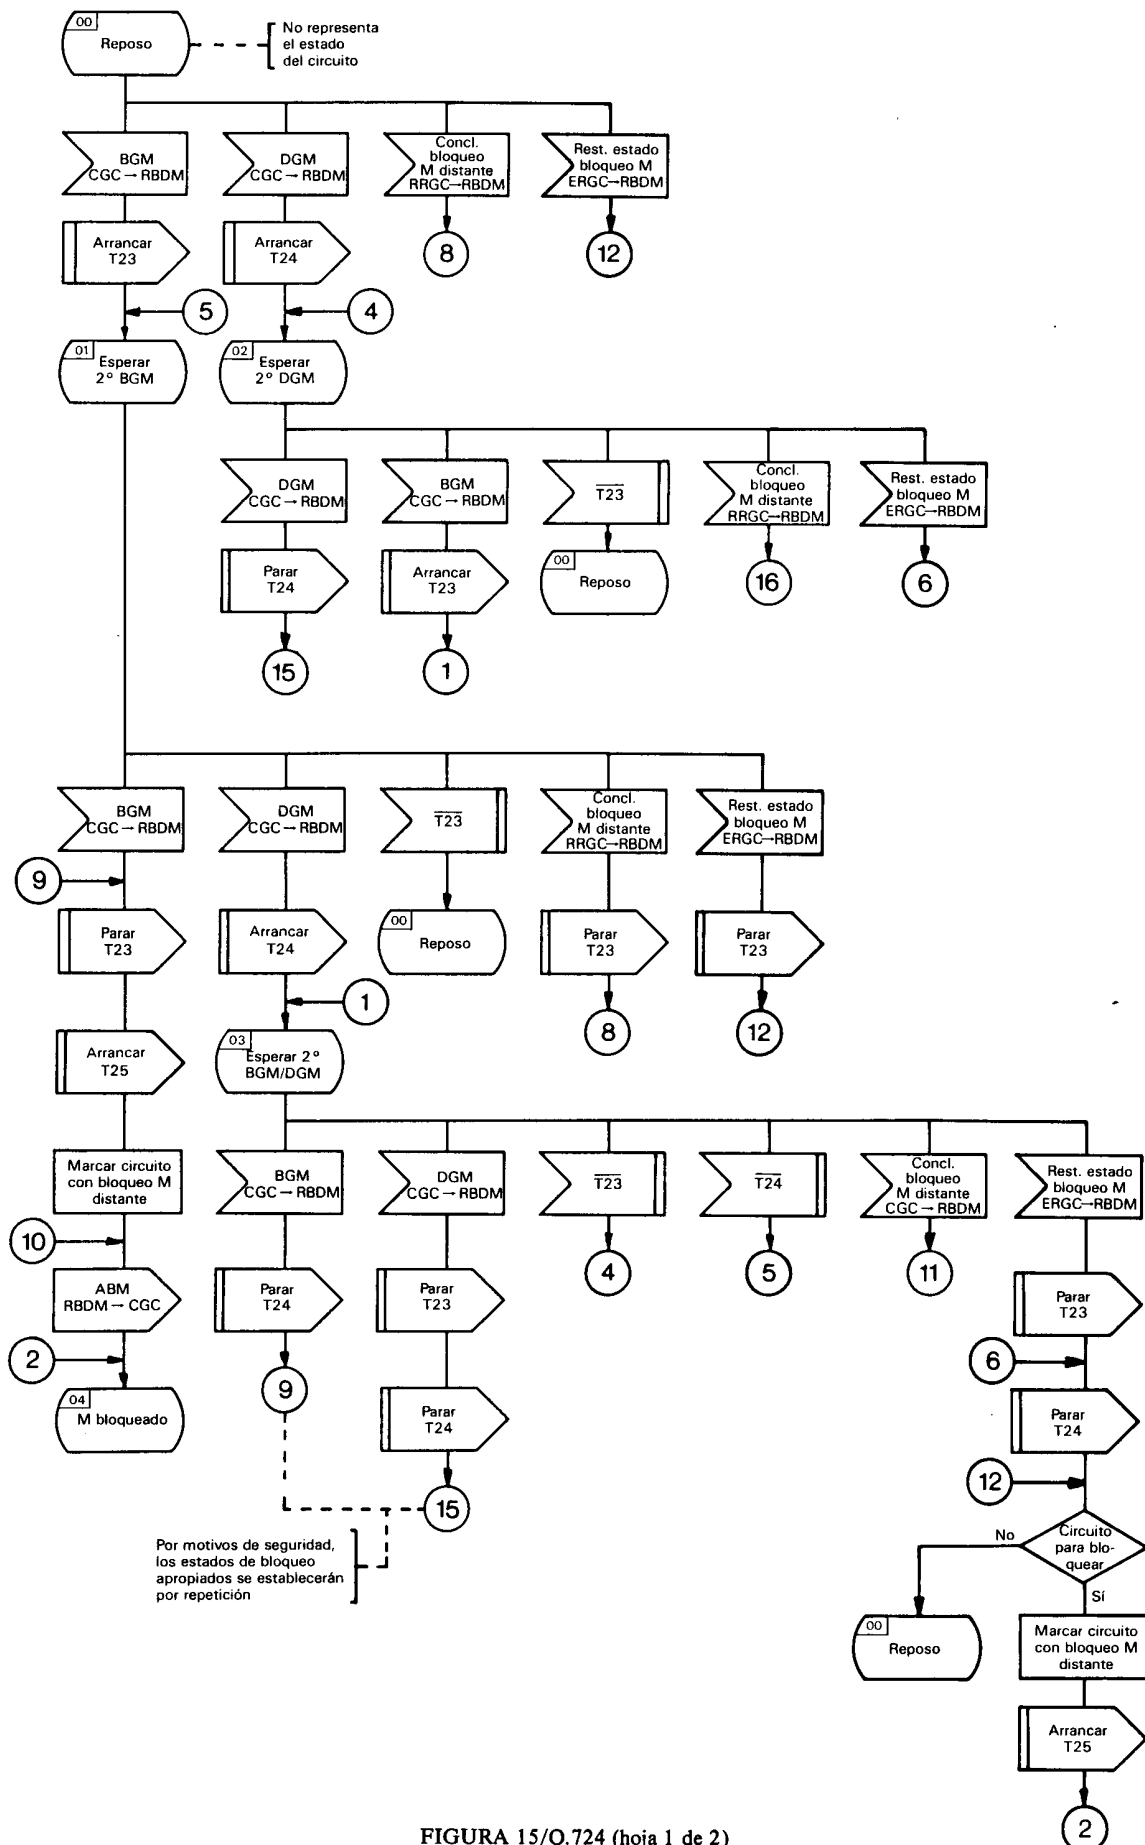 00
Reposo
No representa
el estado
del circuito
BGM
CGC → RBDM
DGM
CGC → RBDM
Concl.
bloqueo
M distante
RRGC→RBDM
Rest. estado
bloqueo M
ERGC→RBDM
Arrancar
T23
Arrancar
T24
8
12
5
4
01
Esperar
2° BGM
02
Esperar
2° DGM
DGM
CGC → RBDM
BGM
CGC → RBDM
T23
Concl.
bloqueo
M distante
RRGC→RBDM
Rest. estado
bloqueo M
ERGC→RBDM
Parar
T24
Arrancar
T23
00
Reposo
16
6
15
1
BGM
CGC → RBDM
DGM
CGC → RBDM
T23
Concl.
bloqueo
M distante
RRGC→RBDM
Rest. estado
bloqueo M
ERGC→RBDM
9
Parar
T23
Arrancar
T24
00
Reposo
Parar
T23
Parar
T23
1
8
12
Arrancar
T25
03
Esperar 2°
BGM/DGM
Marcar circuito
con bloqueo M
distante
BGM
CGC → RBDM
DGM
CGC → RBDM
T23
T24
Concl.
bloqueo
M distante
CGC → RBDM
Rest. estado
bloqueo M
ERGC→RBDM
10
4
5
11
ABM
RBDM → CGC
Parar
T24
Parar
T23
Parar
T23
2
9
6
04
M bloqueado
Parar
T24
Parar
T24
12
15
Por motivos de seguridad,
los estados de bloqueo
apropiados se establecerán
por repetición
No
Circuito
para blo-
quear
Sí
00
Reposo
Marcar circuito
con bloqueo M
distante
Arrancar
T25
2
FIGURA 15/Q.724 (hoja 1 de 2)